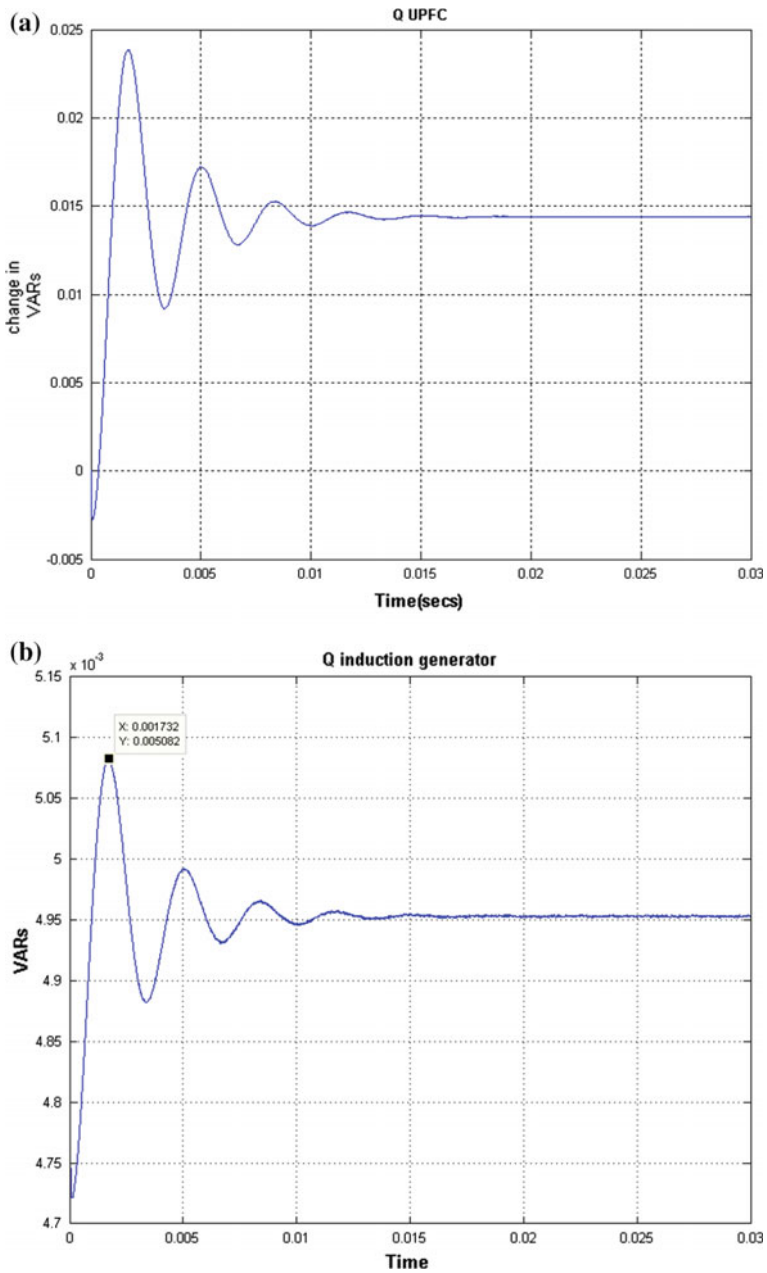 (a)
Q UPFC
0.025
0.02
0.015
0.01
0.005
0
-0.005
change in
VARs
0
0.005
0.01
0.015
0.02
0.025
0.03
Time(secs)
(b)
x 10⁻³
Q induction generator
5.15
5.1
5.05
5
4.95
4.9
4.85
4.8
4.75
4.7
VARs
X: 0.001732
Y: 0.005082
0
0.005
0.01
0.015
0.02
0.025
0.03
Time